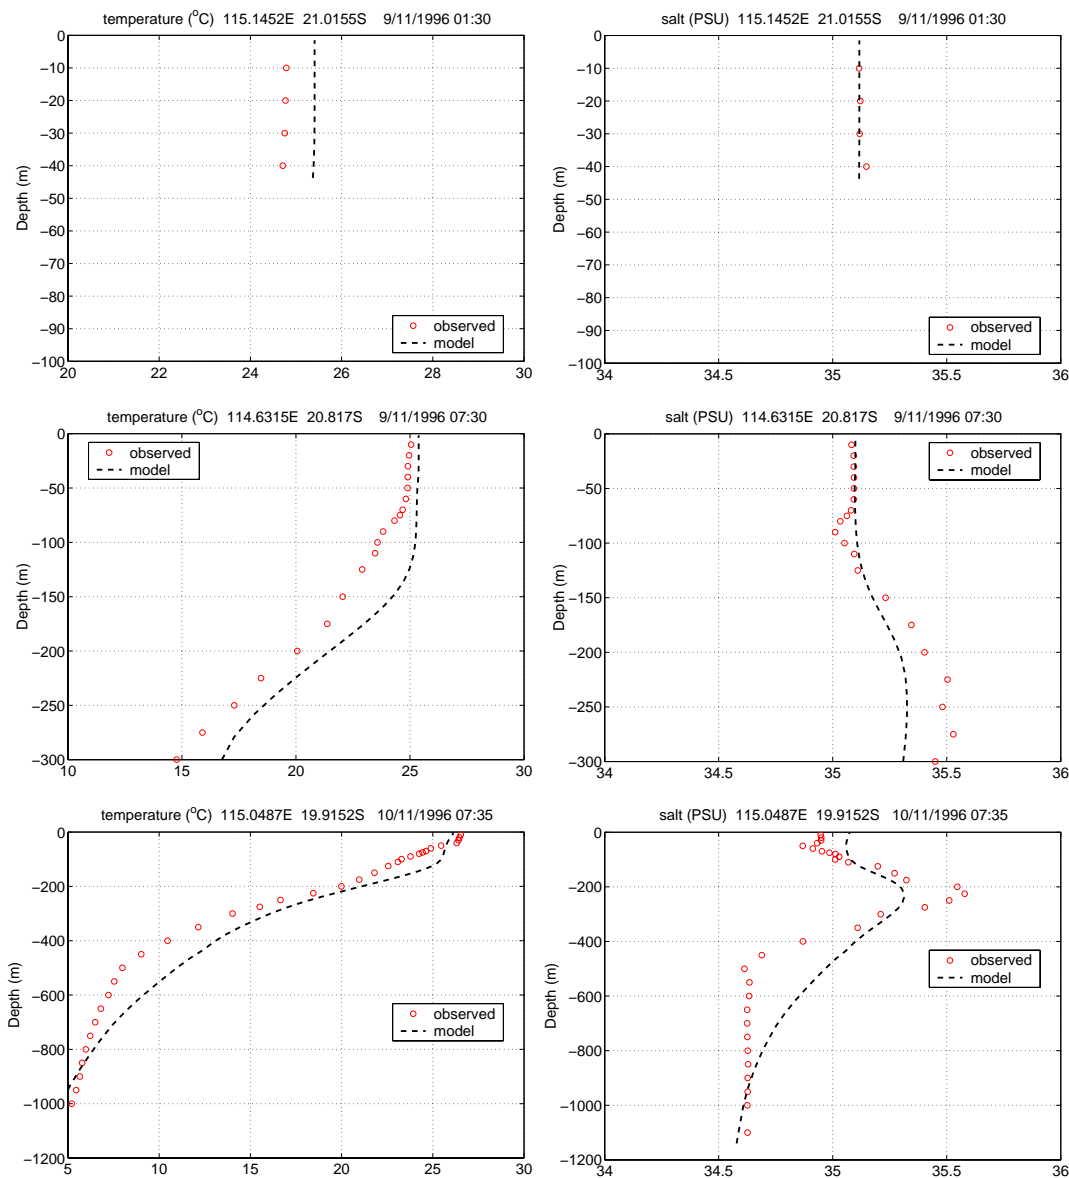 temperature (°C) 115.1452E 21.0155S 9/11/1996 01:30
0
−10
−20
−30
−40
−50
−60
−70
−80
−90
−100
Depth (m)
20 22 24 26 28 30
observed
model
salt (PSU) 115.1452E 21.0155S 9/11/1996 01:30
0
−10
−20
−30
−40
−50
−60
−70
−80
−90
−100
Depth (m)
34 34.5 35 35.5 36
observed
model
temperature (°C) 114.6315E 20.817S 9/11/1996 07:30
0
−50
−100
−150
−200
−250
−300
Depth (m)
10 15 20 25 30
observed
model
salt (PSU) 114.6315E 20.817S 9/11/1996 07:30
0
−50
−100
−150
−200
−250
−300
Depth (m)
34 34.5 35 35.5 36
observed
model
temperature (°C) 115.0487E 19.9152S 10/11/1996 07:35
0
−200
−400
−600
−800
−1000
−1200
Depth (m)
5 10 15 20 25 30
observed
model
salt (PSU) 115.0487E 19.9152S 10/11/1996 07:35
0
−200
−400
−600
−800
−1000
−1200
Depth (m)
34 34.5 35 35.5 36
observed
model